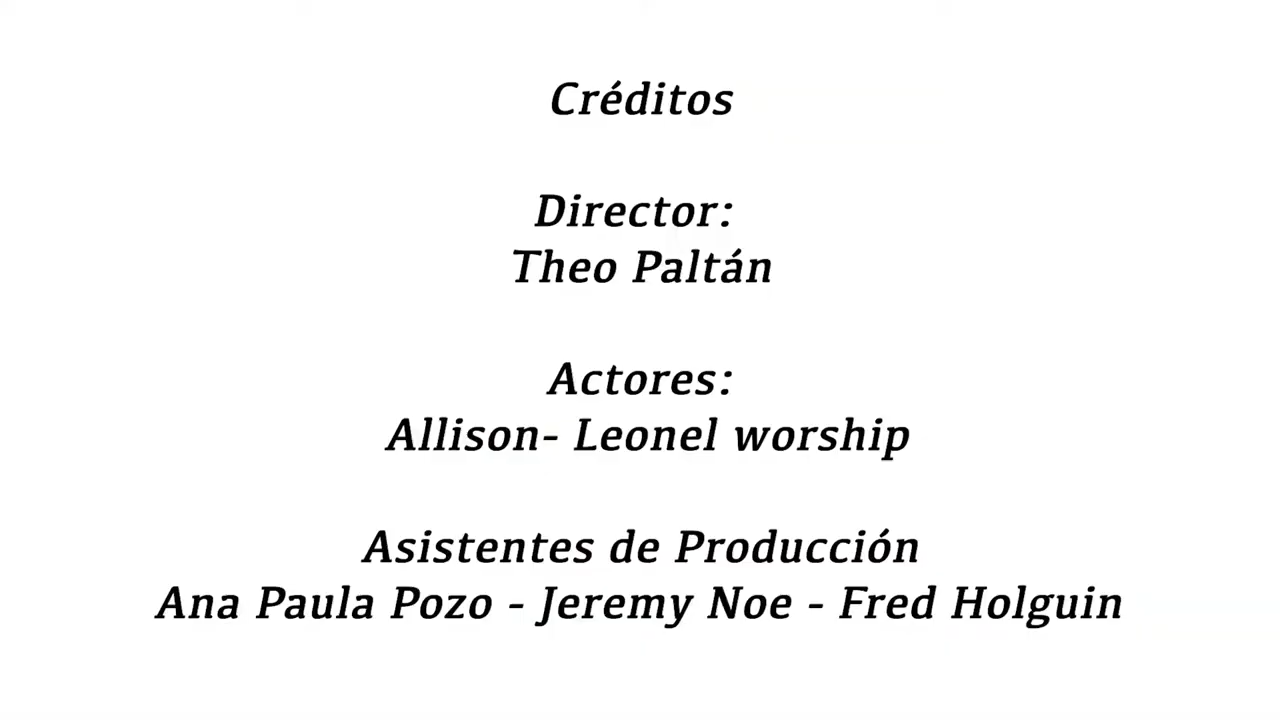 Créditos
Director:
Theo Paltán
Actores:
Allison- Leonel worship
Asistentes de Producción
Ana Paula Pozo - Jeremy Noe - Fred Holguin